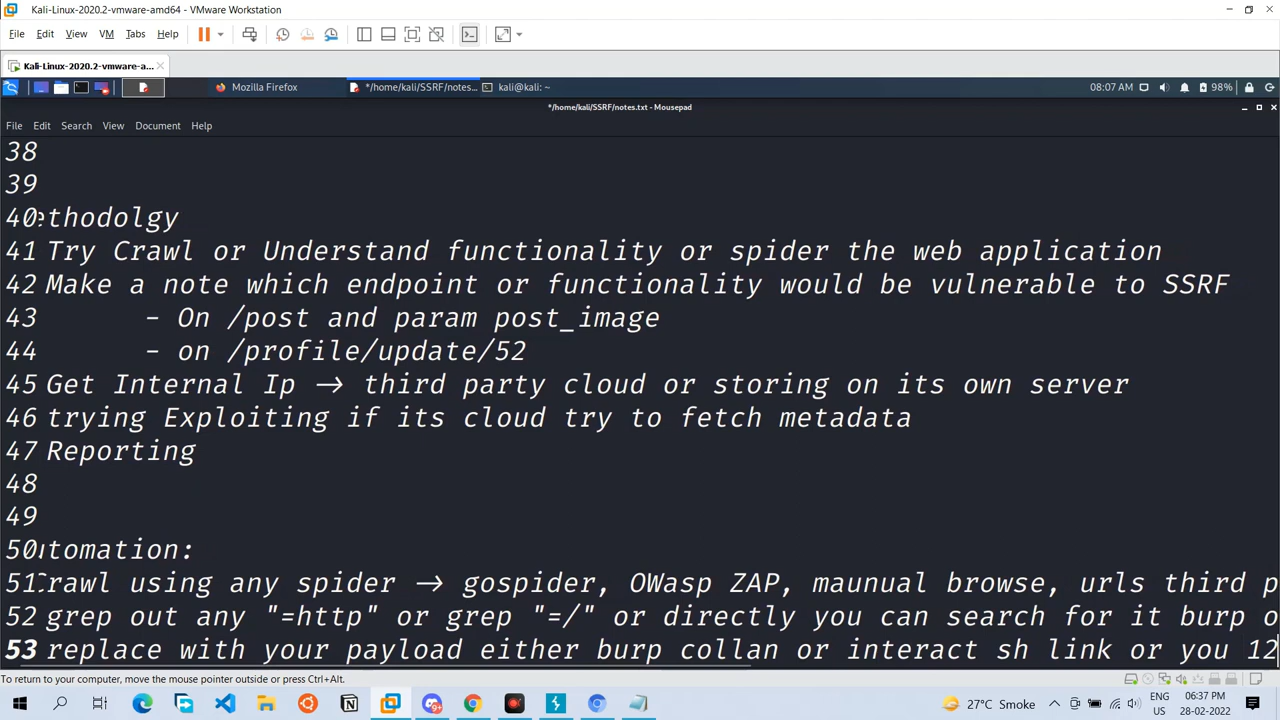 Kali-Linux-2020.2-vmware-amd64 - VMware Workstation
File Edit View VM Tabs Help
Kali-Linux-2020.2-vmware-a...
Mozilla Firefox */home/kali/SSRF/notes... kali@kali: ~ 08:07 AM 98%
*/home/kali/SSRF/notes.txt - Mousepad
File Edit Search View Document Help
38
39
40 ethodolgy
41 Try Crawl or Understand functionality or spider the web application
42 Make a note which endpoint or functionality would be vulnerable to SSRF
43 - On /post and param post_image
44 - on /profile/update/52
45 Get Internal Ip -> third party cloud or storing on its own server
46 trying Exploiting if its cloud try to fetch metadata
47 Reporting
48
49
50 tomation:
51 rawl using any spider -> gospider, OWasp ZAP, maunual browse, urls third p
52 grep out any "=http" or grep "=/" or directly you can search for it burp o
53 replace with your payload either burp collan or interact sh link or you 12
To return to your computer, move the mouse pointer outside or press Ctrl+Alt.
27°C Smoke ENG US 06:37 PM 28-02-2022